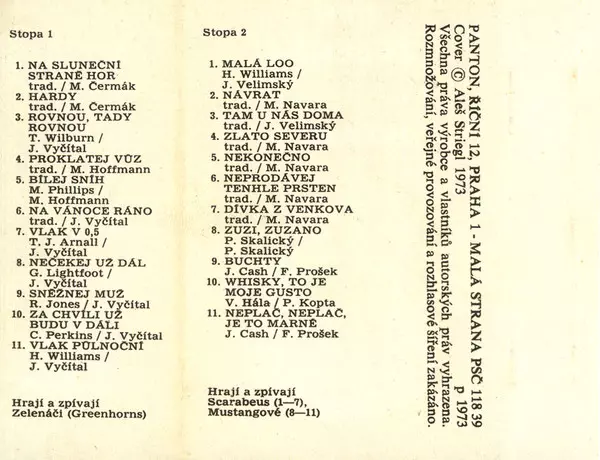 Stopa 1
1. NA SLUNEČNÍ
STRANĚ HOR
trad. / M. Čermák
2. HARDY
trad. / M. Čermák
3. ROVNOU, TADY
ROVNOU
T. Wilburn /
J. Vyčítal
4. PROKLATEJ VŮZ
trad. / M. Hoffmann
5. BÍLEJ SNÍH
M. Phillips /
M. Hoffmann
6. NA VÁNOCE RÁNO
trad. / J. Vyčítal
7. VLAK V 0,5
T. J. Arnall /
J. Vyčítal
8. NEČEKEJ UŽ DÁL
G. Lightfoot /
J. Vyčítal
9. SNĚŽNEJ MUŽ
R. Jones / J. Vyčítal
10. ZA CHVÍLI UŽ
BUDU V DÁLI
C. Perkins / J. Vyčítal
11. VLAK PŮLNOČNÍ
H. Williams /
J. Vyčítal
Hrají a zpívají
Zelenáči (Greenhorns)
Stopa 2
1. MALÁ LOO
H. Williams /
J. Velimský
2. NÁVRAT
trad. / M. Navara
3. TAM U NÁS DOMA
trad. / J. Velimský
4. ZLATO SEVERU
trad. / M. Navara
5. NEKONEČNO
trad. / M. Navara
6. NEPRODÁVEJ
TENHLE PRSTEN
trad. / M. Navara
7. DÍVKA Z VENKOVA
trad. / M. Navara
8. ZUZI, ZUZANO
P. Skalický /
P. Skalický
9. BUCHTY
J. Cash / F. Prošek
10. WHISKY, TO JE
MOJE GUSTO
V. Hála / P. Kopta
11. NEPLAČ, NEPLAČ,
JE TO MARNÉ
J. Cash / F. Prošek
Hrají a zpívají
Scarabeus (1—7),
Mustangové (8—11)
PANTON, ŘÍČNÍ 12, PRAHA 1 - MALÁ STRANA PSČ 118 39
Cover © Aleš Striegl 1973 p 1973
Všechna práva výrobce a vlastníků autorských práv vyhrazena.
Rozmnožování, veřejné provozování a rozhlasové šíření zakázáno.